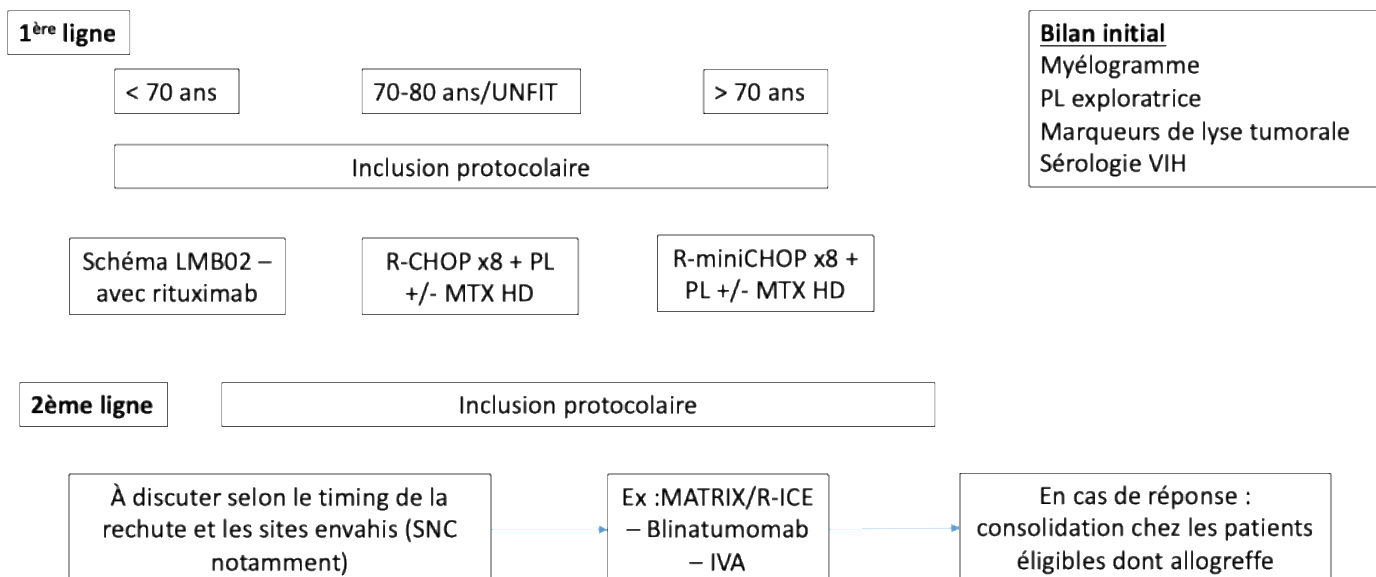 1ère ligne
Bilan initial
Myélogramme
PL exploratrice
Marqueurs de lyse tumorale
Sérologie VIH
< 70 ans
70-80 ans/UNFIT
> 70 ans
Inclusion protocolaire
Schéma LMB02 –
avec rituximab
R-CHOP x8 + PL
+/- MTX HD
R-miniCHOP x8 +
PL +/- MTX HD
2ème ligne
Inclusion protocolaire
À discuter selon le timing de la
rechute et les sites envahis (SNC
notamment)
Ex :MATRIX/R-ICE
– Blinatumomab
– IVA
En cas de réponse :
consolidation chez les patients
éligibles dont allogreffe